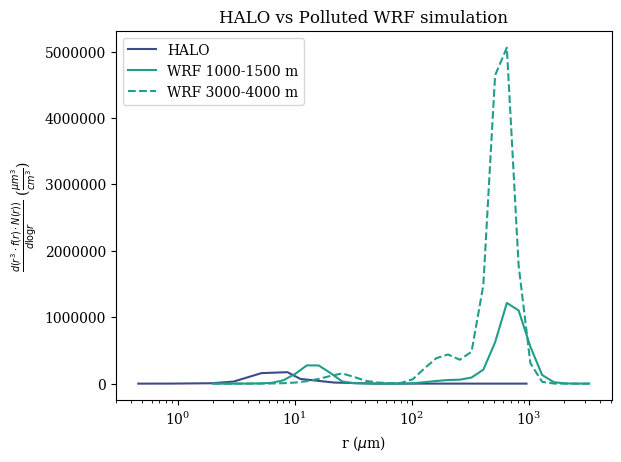 HALO vs Polluted WRF simulation
HALO
WRF 1000-1500 m
WRF 3000-4000 m
5000000
4000000
3000000
2000000
1000000
0
d(r³ · f(r) · N(r)) / dlogr (μm³/cm³)
10⁰ 10¹ 10² 10³
r (μm)